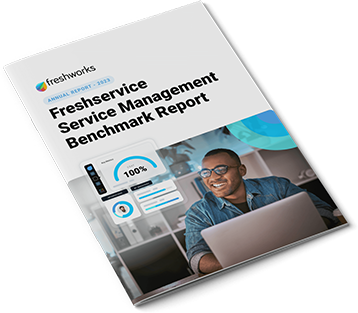 freshworks
ANNUAL REPORT - 2023
Freshservice
Service Management
Benchmark Report
100%